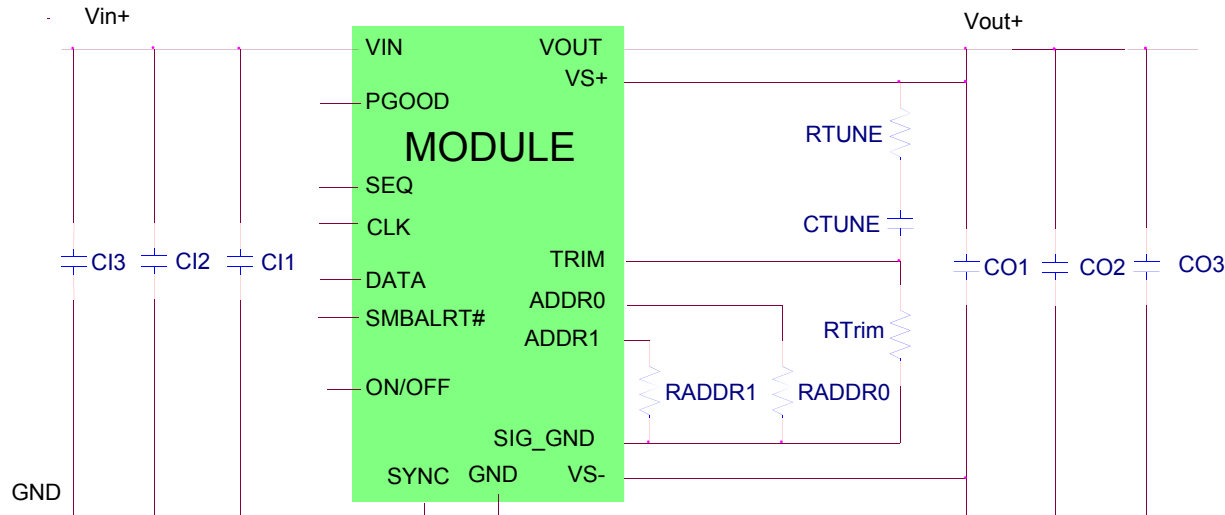 Vin+
Vout+
VIN
VOUT
VS+
PGOOD
RTUNE
MODULE
SEQ
CTUNE
CLK
TRIM
CI3
CI2
CI1
CO1
CO2
CO3
DATA
ADDR0
SMBALRT#
RTrim
ADDR1
ON/OFF
RADDR1
RADDR0
SIG_GND
SYNC
GND
VS-
GND